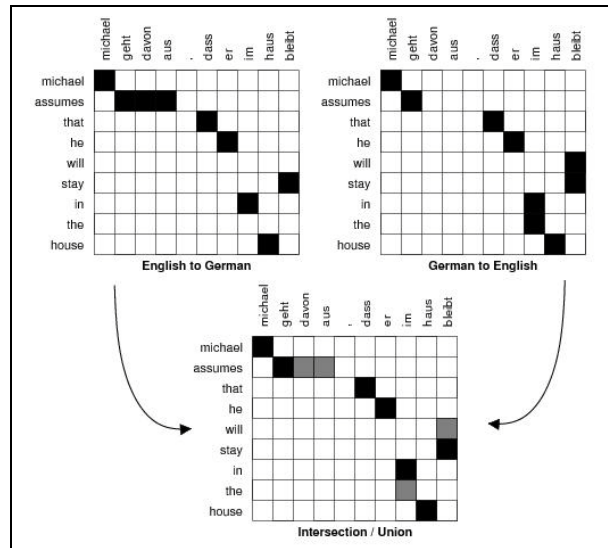 michael geht davon aus , dass er im haus bleibt
michael
assumes
that
he
will
stay
in
the
house
English to German
michael geht davon aus , dass er im haus bleibt
michael
assumes
that
he
will
stay
in
the
house
German to English
michael geht davon aus , dass er im haus bleibt
michael
assumes
that
he
will
stay
in
the
house
Intersection / Union